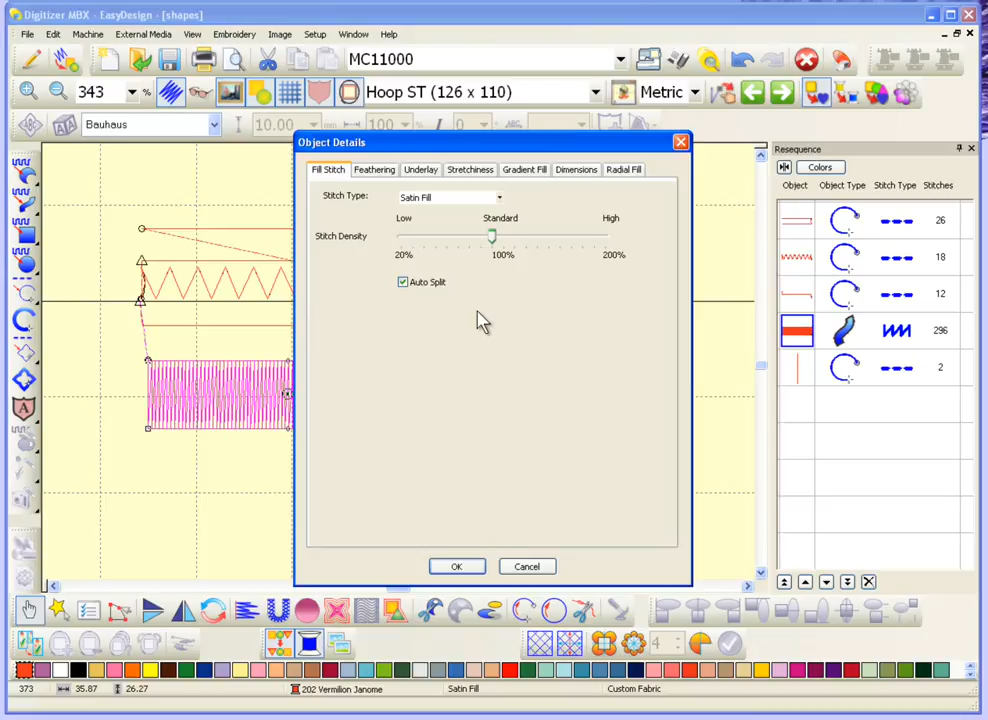 Digitizer MBX - EasyDesign - [shapes]
File Edit Machine External Media View Embroidery Image Setup Window Help
MC11000
343 % Hoop ST (126 x 110) Metric
Bauhaus 10.00 mm 100 % 0 ABC
Object Details
Fill Stitch Feathering Underlay Stretchiness Gradient Fill Dimensions Radial Fill
Stitch Type: Satin Fill
Low Standard High
Stitch Density
20% 100% 200%
Auto Split
OK Cancel
Resequence
Colors
Object Object Type Stitch Type Stitches
26
18
12
296
2
4
373 35.87 26.27 202 Vermilion Janome Satin Fill Custom Fabric